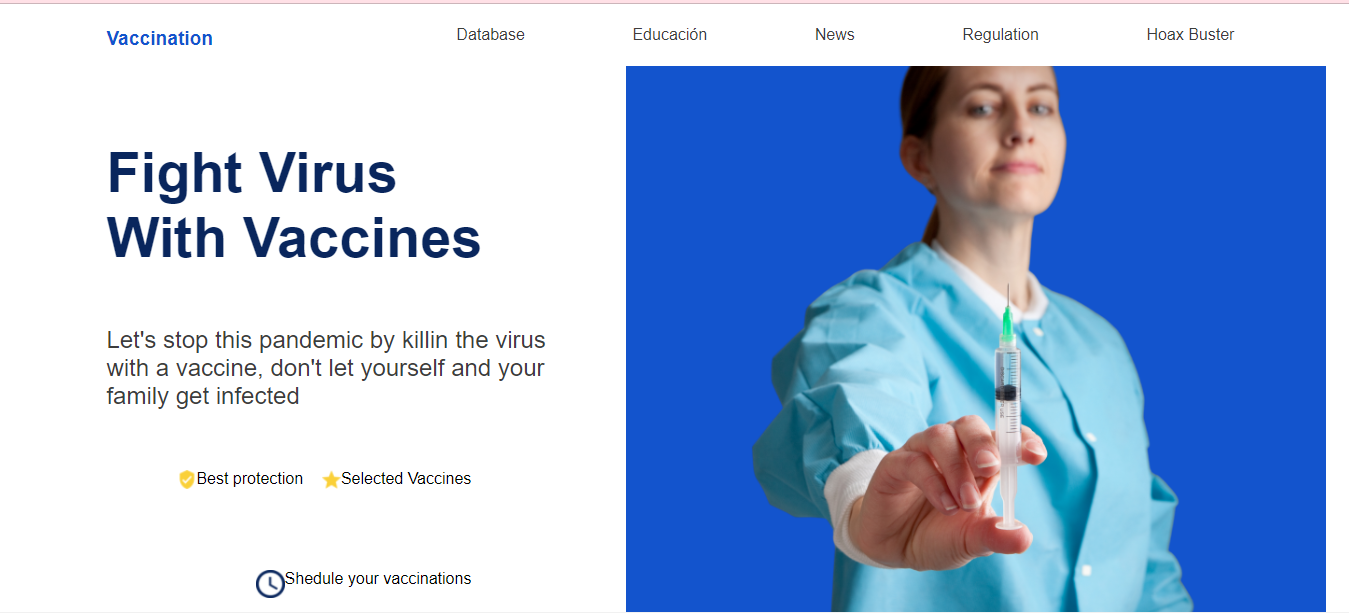 Vaccination
Database
Educación
News
Regulation
Hoax Buster
Fight Virus
With Vaccines
Let's stop this pandemic by killin the virus
with a vaccine, don't let yourself and your
family get infected
Best protection
Selected Vaccines
Shedule your vaccinations